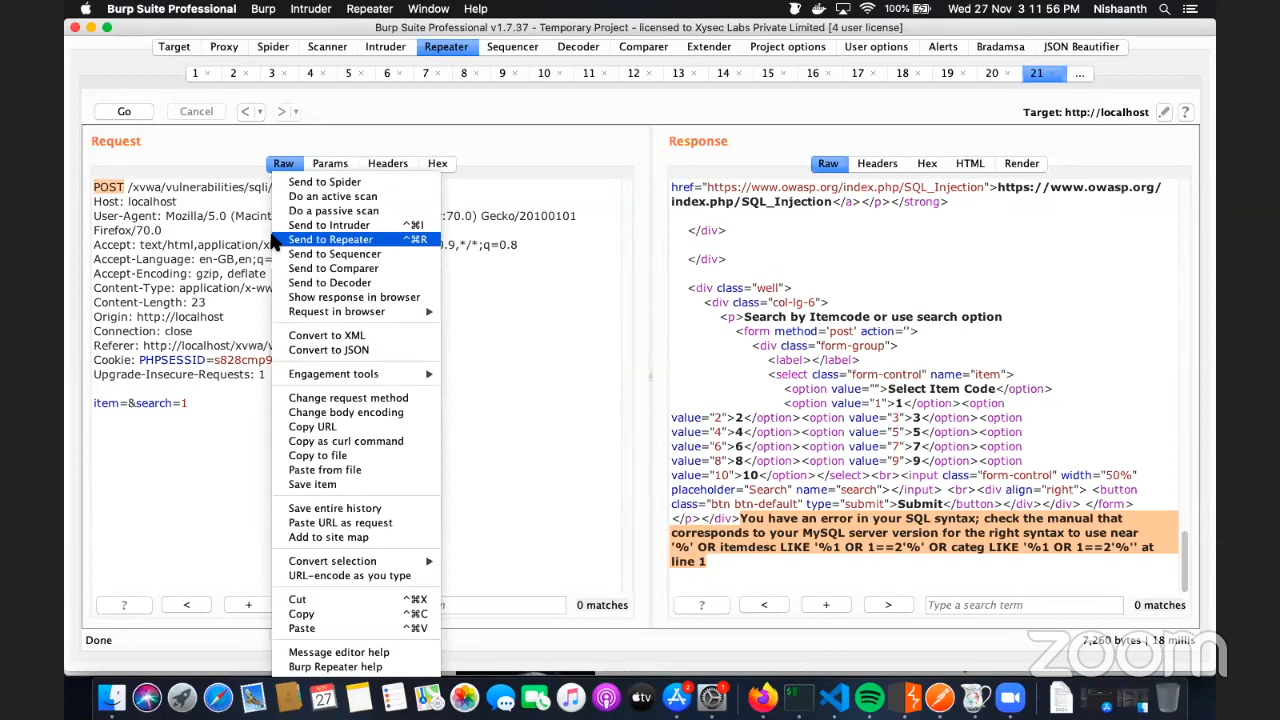 Burp Suite Professional Burp Intruder Repeater Window Help 100% Wed 27 Nov 3 11 56 PM Nishaanth
Burp Suite Professional v1.7.37 - Temporary Project - licensed to Xysec Labs Private Limited [4 user license]
Target Proxy Spider Scanner Intruder Repeater Sequencer Decoder Comparer Extender Project options User options Alerts Bradamsa JSON Beautifier
1 × 2 × 3 × 4 × 5 × 6 × 7 × 8 × 9 × 10 × 11 × 12 × 13 × 14 × 15 × 16 × 17 × 18 × 19 × 20 × 21 × ...
Go Cancel < > Target: http://localhost ?
Request
Raw Params Headers Hex
POST /xvwa/vulnerabilities/sqli/
Host: localhost
User-Agent: Mozilla/5.0 (Macint :70.0) Gecko/20100101
Firefox/70.0
Accept: text/html,application/x 0.9,*/*;q=0.8
Accept-Language: en-GB,en;q=
Accept-Encoding: gzip, deflate
Content-Type: application/x-ww
Content-Length: 23
Origin: http://localhost
Connection: close
Referer: http://localhost/xvwa/v
Cookie: PHPSESSID=s828cmp9
Upgrade-Insecure-Requests: 1
item=&search=1
Send to Spider
Do an active scan
Do a passive scan
Send to Intruder ^⌘I
Send to Repeater ^⌘R
Send to Sequencer
Send to Comparer
Send to Decoder
Show response in browser
Request in browser
Convert to XML
Convert to JSON
Engagement tools
Change request method
Change body encoding
Copy URL
Copy as curl command
Copy to file
Paste from file
Save item
Save entire history
Paste URL as request
Add to site map
Convert selection
URL-encode as you type
Cut ^⌘X
Copy ^⌘C
Paste ^⌘V
Message editor help
Burp Repeater help
? < + 0 matches
Done
Response
Raw Headers Hex HTML Render
href="https://www.owasp.org/index.php/SQL_Injection">https://www.owasp.org/
index.php/SQL_Injection</a></p></strong>
</div>
</div>
<div class="well">
<div class="col-lg-6">
<p>Search by Itemcode or use search option
<form method='post' action=''>
<div class="form-group">
<label></label>
<select class="form-control" name="item">
<option value="">Select Item Code</option>
<option value="1">1</option><option
value="2">2</option><option value="3">3</option><option
value="4">4</option><option value="5">5</option><option
value="6">6</option><option value="7">7</option><option
value="8">8</option><option value="9">9</option><option
value="10">10</option></select><br><input class="form-control" width="50%"
placeholder="Search" name="search"></input> <br><div align="right"> <button
class="btn btn-default" type="submit">Submit</button></div> </form>
</p></div>You have an error in your SQL syntax; check the manual that
corresponds to your MySQL server version for the right syntax to use near
'%' OR itemdesc LIKE '%1 OR 1==2'%' OR categ LIKE '%1 OR 1==2'%'' at
line 1
? < + > Type a search term 0 matches
7,260 bytes | 18 millis
zoom
NOV
27
tv
2
1